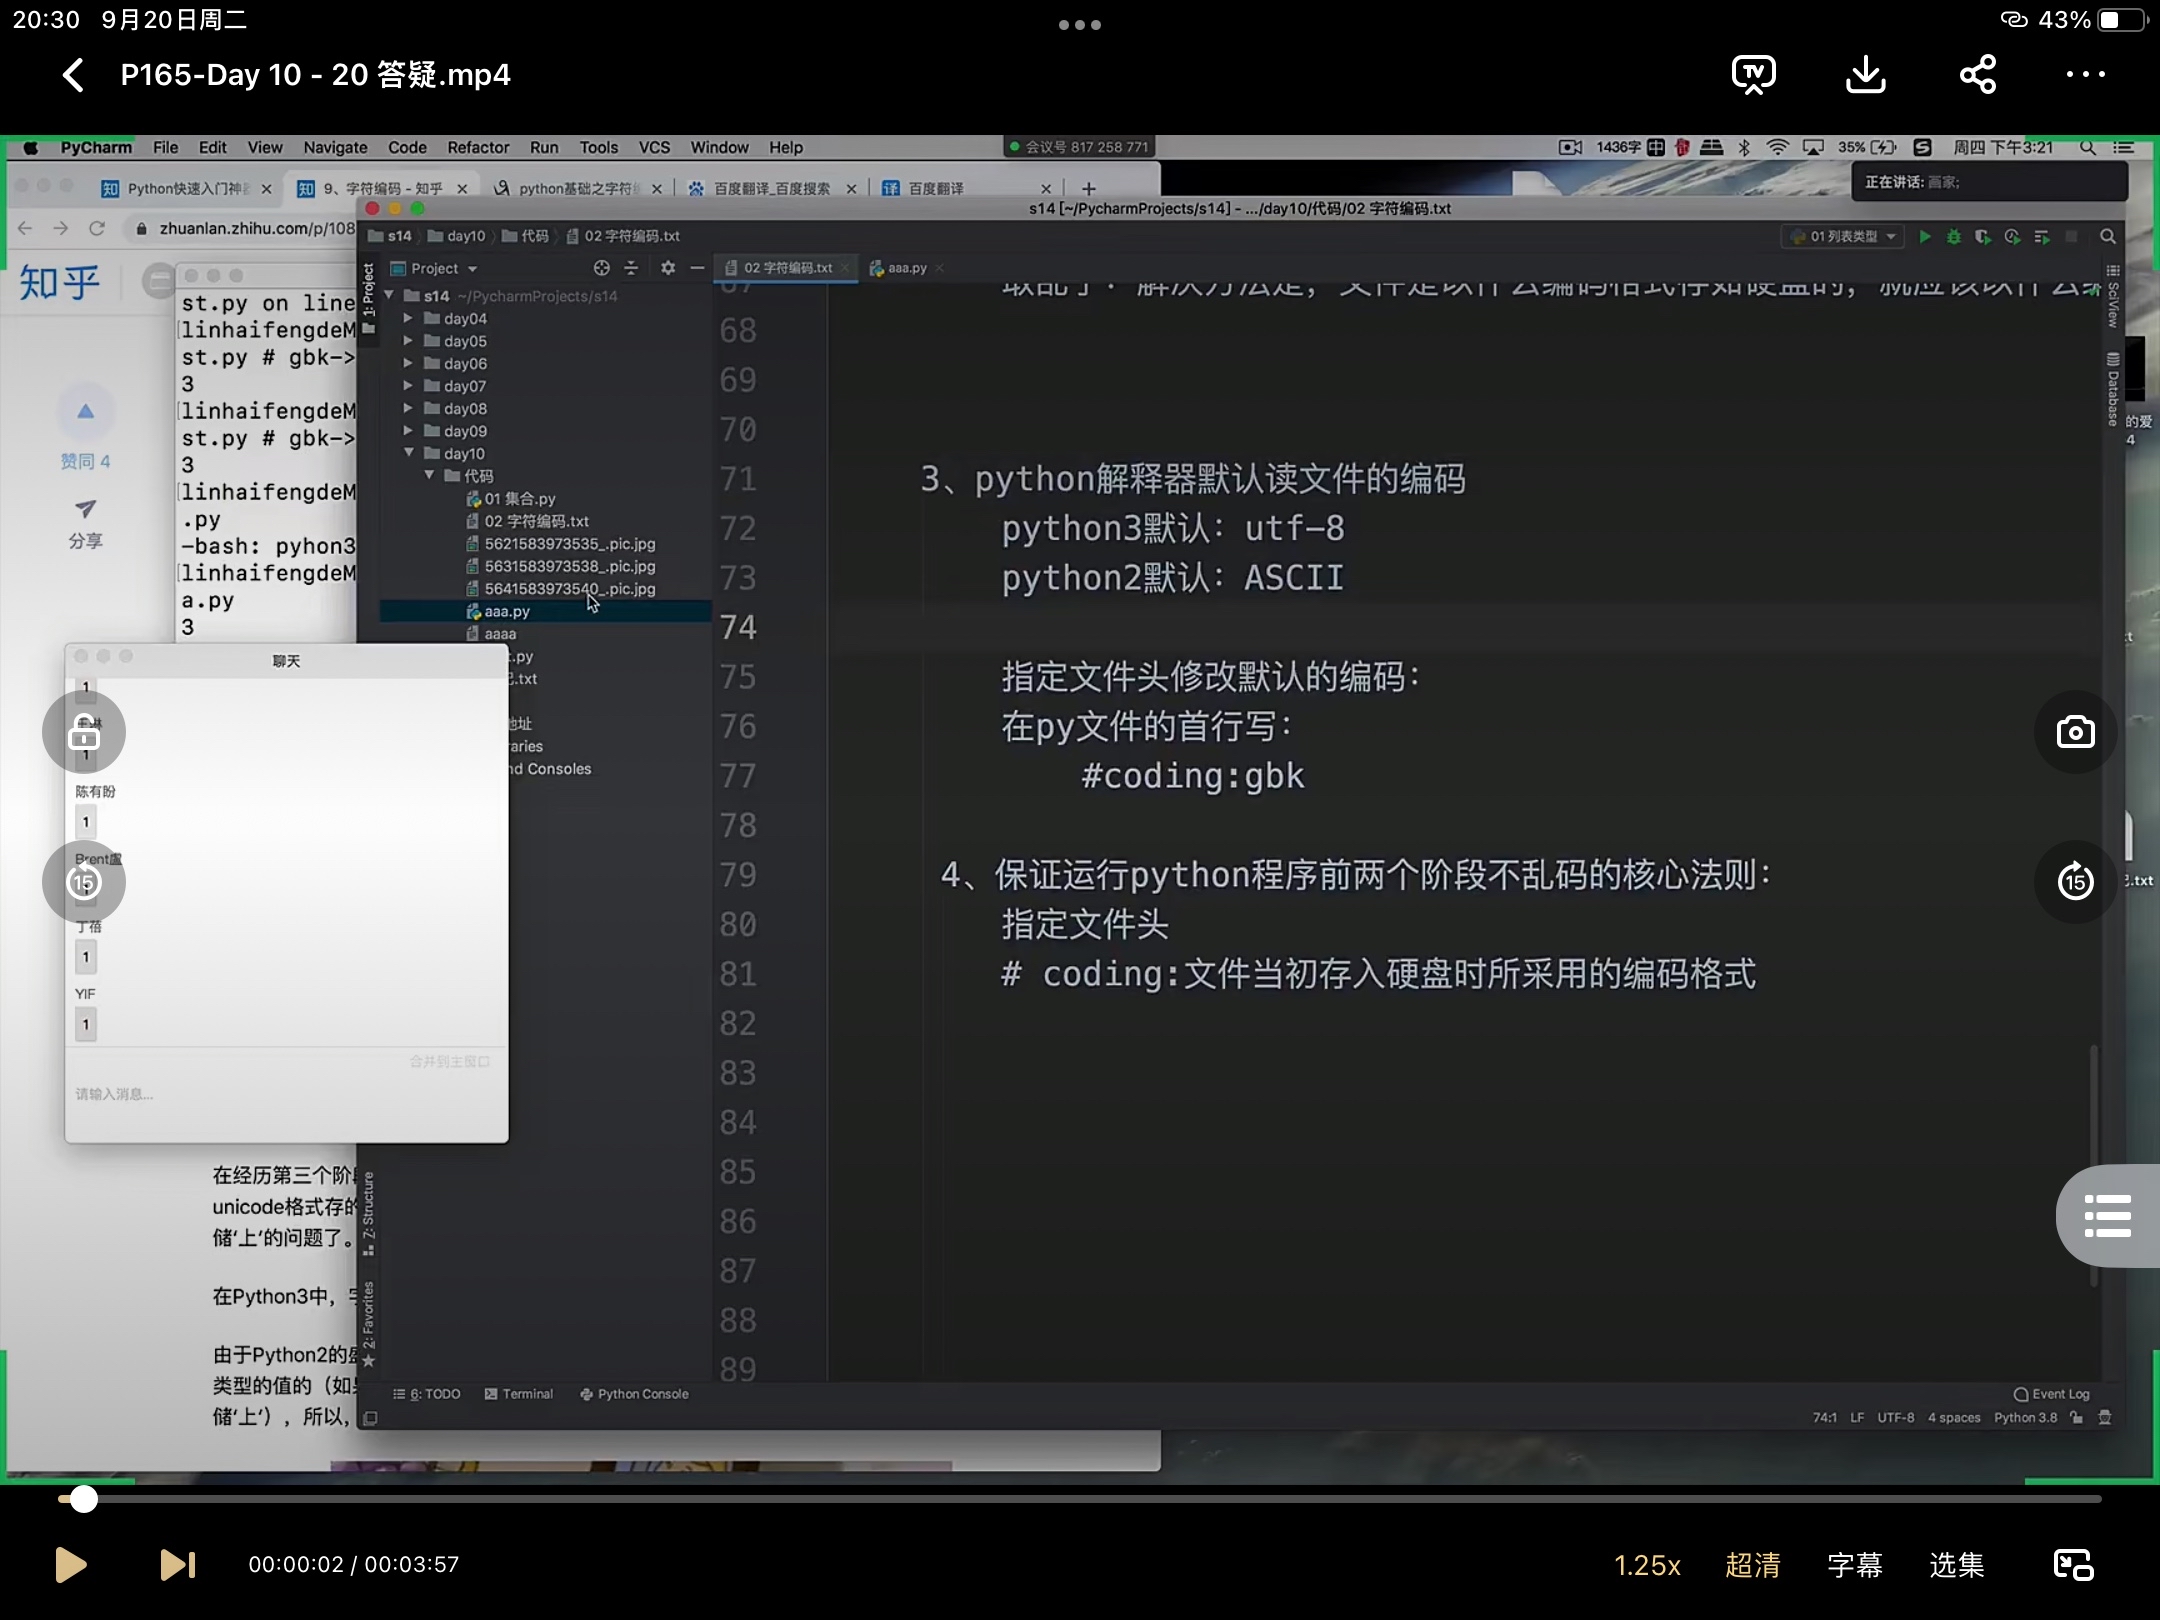 20:30 9月20日周二
43%
P165-Day 10 - 20 答疑.mp4
PyCharm File Edit View Navigate Code Refactor Run Tools VCS Window Help
会议号 817 258 771
1436字
35%
周四 下午3:21
Python快速入门神
9、字符编码 - 知乎
python基础之字符编
百度翻译_百度搜索
百度翻译
正在讲话: 画家;
zhuanlan.zhihu.com/p/108
s14 [~/PycharmProjects/s14] - .../day10/代码/02 字符编码.txt
s14 day10 代码 02 字符编码.txt
01 列表类型
知乎
赞同 4
分享
st.py on line
linhaifengdeM
st.py # gbk->
3
linhaifengdeM
st.py # gbk->
3
linhaifengdeM
.py
-bash: pyhon3
linhaifengdeM
a.py
3
1: Project
Project
s14 ~/PycharmProjects/s14
day04
day05
day06
day07
day08
day09
day10
代码
01 集合.py
02 字符编码.txt
5621583973535_.pic.jpg
5631583973538_.pic.jpg
5641583973540_.pic.jpg
aaa.py
aaaa
t.py
.txt
地址
raries
nd Consoles
02 字符编码.txt
aaa.py
67
68
69
70
71 3、python解释器默认读文件的编码
72 python3默认：utf-8
73 python2默认：ASCII
74
75 指定文件头修改默认的编码：
76 在py文件的首行写：
77 #coding:gbk
78
79 4、保证运行python程序前两个阶段不乱码的核心法则：
80 指定文件头
81 # coding:文件当初存入硬盘时所采用的编码格式
82
83
84
85
86
87
88
89
SciView
Database
的爱
4
.txt
聊天
1
1
陈有盼
1
Brent盧
丁蓓
1
YIF
1
合并到主窗口
请输入消息...
15
15
在经历第三个阶
unicode格式存的
储‘上’的问题了。
在Python3中，字
由于Python2的
类型的值的（如
储‘上’），所以，
Z: Structure
2: Favorites
6: TODO
Terminal
Python Console
Event Log
74:1 LF UTF-8 4 spaces Python 3.8
00:00:02 / 00:03:57
1.25x
超清
字幕
选集